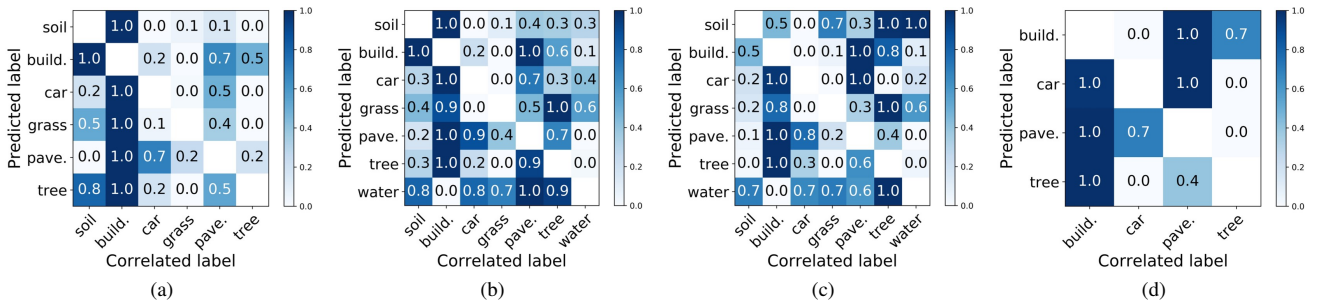 Predicted label
soil 1.0 0.0 0.1 0.1 0.0
build. 1.0 0.2 0.0 0.7 0.5
car 0.2 1.0 0.0 0.5 0.0
grass 0.5 1.0 0.1 0.4 0.0
pave. 0.0 1.0 0.7 0.2 0.2
tree 0.8 1.0 0.2 0.0 0.5
soil build. car grass pave. tree
Correlated label
1.0
0.8
0.6
0.4
0.2
0.0
(a)
Predicted label
soil 1.0 0.0 0.1 0.4 0.3 0.3
build. 1.0 0.2 0.0 1.0 0.6 0.1
car 0.3 1.0 0.0 0.7 0.3 0.4
grass 0.4 0.9 0.0 0.5 1.0 0.6
pave. 0.2 1.0 0.9 0.4 0.7 0.0
tree 0.3 1.0 0.2 0.0 0.9 0.0
water 0.8 0.0 0.8 0.7 1.0 0.9
soil build. car grass pave. tree water
Correlated label
1.0
0.8
0.6
0.4
0.2
0.0
(b)
Predicted label
soil 0.5 0.0 0.7 0.3 1.0 1.0
build. 0.5 0.0 0.1 1.0 0.8 0.1
car 0.2 1.0 0.0 1.0 0.0 0.2
grass 0.2 0.8 0.0 0.3 1.0 0.6
pave. 0.1 1.0 0.8 0.2 0.4 0.0
tree 0.0 1.0 0.3 0.0 0.6 0.0
water 0.7 0.0 0.7 0.7 0.6 1.0
soil build. car grass pave. tree water
Correlated label
1.0
0.8
0.6
0.4
0.2
0.0
(c)
Predicted label
build. 0.0 1.0 0.7
car 1.0 1.0 0.0
pave. 1.0 0.7 0.0
tree 1.0 0.0 0.4
build. car pave. tree
Correlated label
1.0
0.8
0.6
0.4
0.2
0.0
(d)